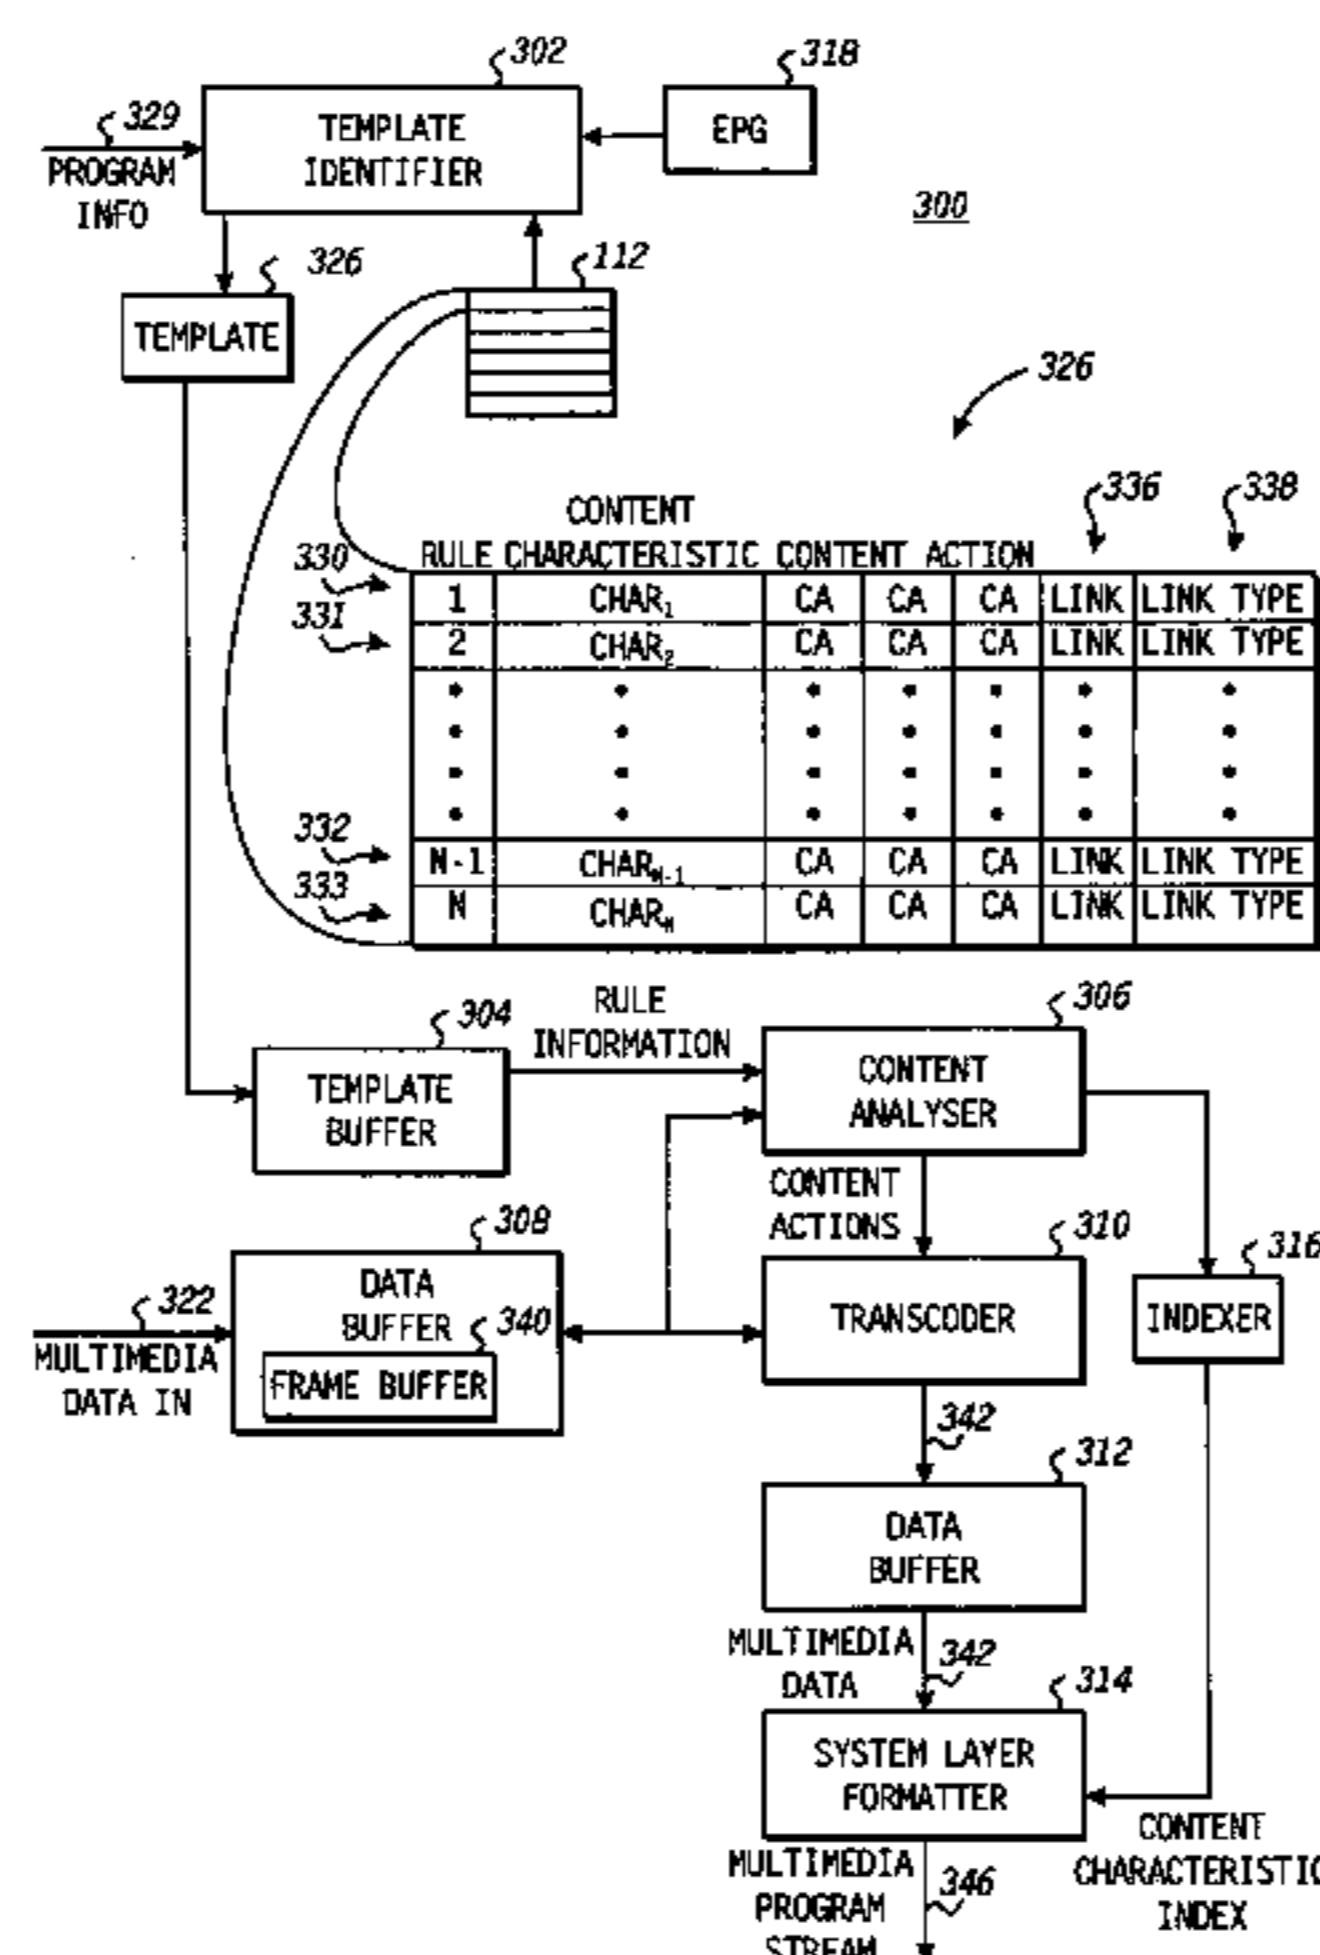 302
318
329
TEMPLATE
IDENTIFIER
EPG
PROGRAM
INFO
300
326
112
TEMPLATE
326
336
338
CONTENT
RULE CHARACTERISTIC CONTENT ACTION
330
1 CHAR1 CA CA CA LINK LINK TYPE
331
2 CHAR2 CA CA CA LINK LINK TYPE
332
N-1 CHARN-1 CA CA CA LINK LINK TYPE
333
N CHARN CA CA CA LINK LINK TYPE
304
RULE
INFORMATION
306
TEMPLATE
BUFFER
CONTENT
ANALYSER
CONTENT
ACTIONS
308
310
316
322
DATA
BUFFER
340
FRAME BUFFER
MULTIMEDIA
DATA IN
TRANSCODER
INDEXER
342
312
DATA
BUFFER
MULTIMEDIA
DATA
342
314
SYSTEM LAYER
FORMATTER
CONTENT
CHARACTERISTIC
INDEX
MULTIMEDIA
PROGRAM
STREAM
346